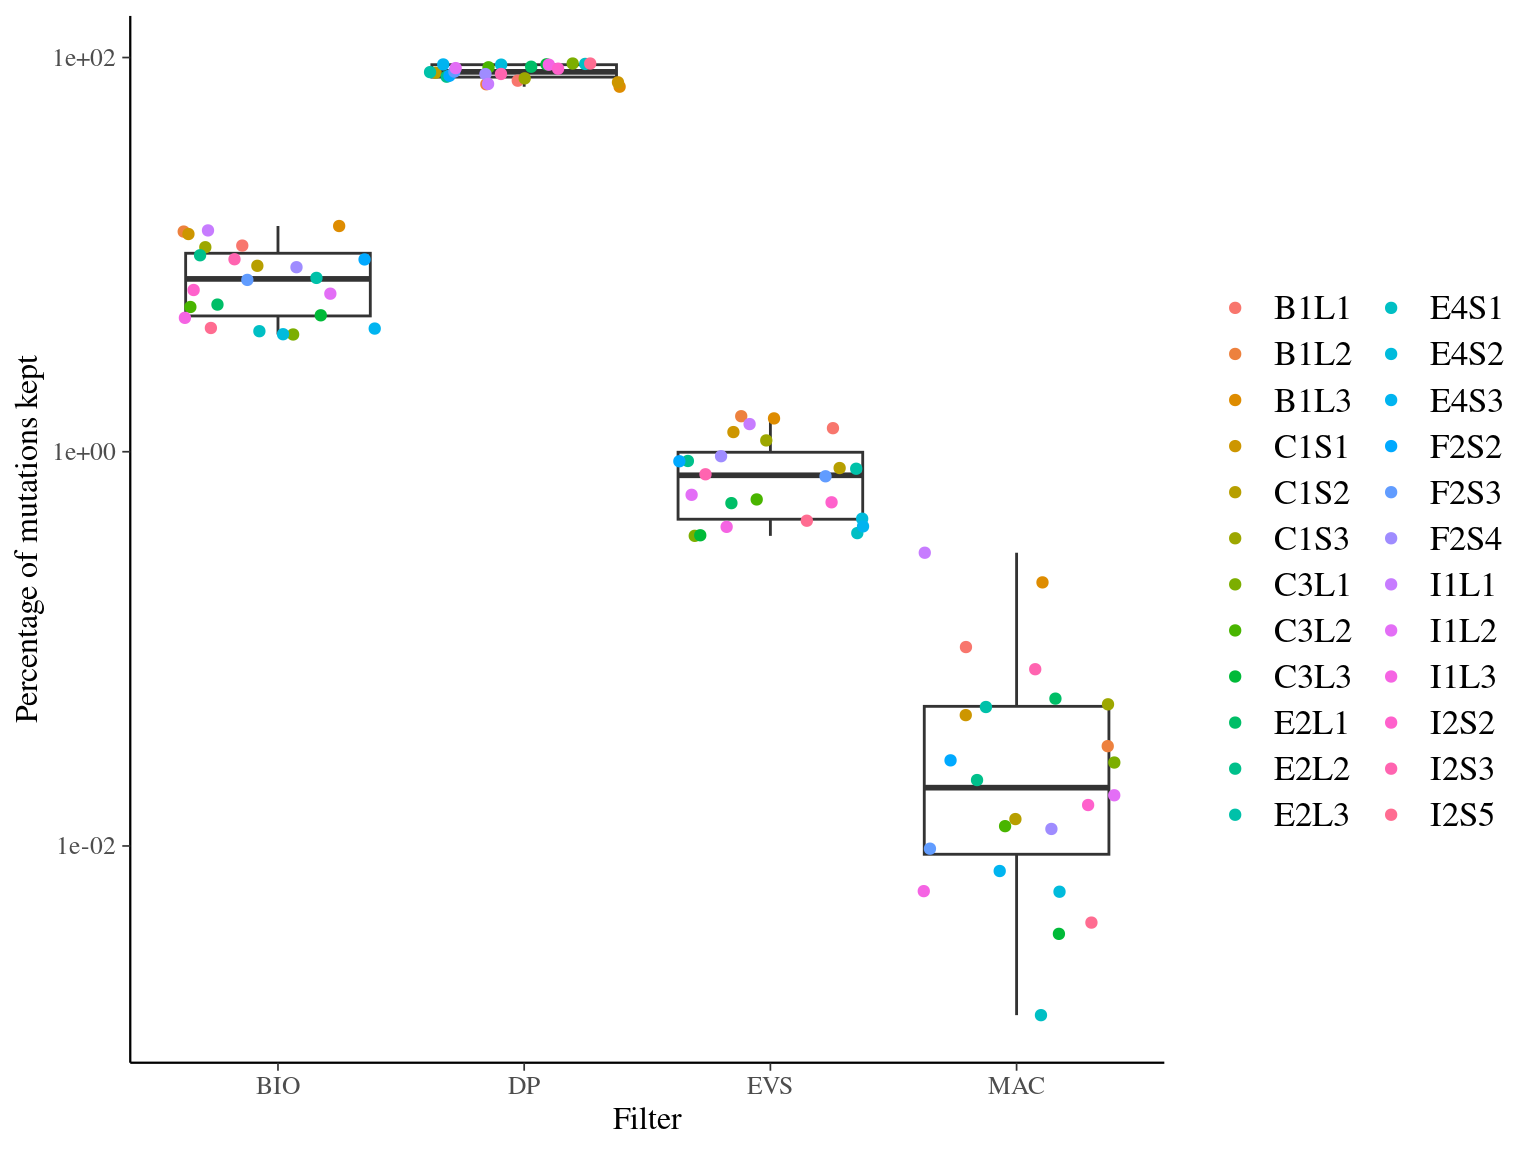 Percentage of mutations kept
1e+02
1e+00
1e-02
BIO DP EVS MAC
Filter
B1L1 E4S1
B1L2 E4S2
B1L3 E4S3
C1S1 F2S2
C1S2 F2S3
C1S3 F2S4
C3L1 I1L1
C3L2 I1L2
C3L3 I1L3
E2L1 I2S2
E2L2 I2S3
E2L3 I2S5